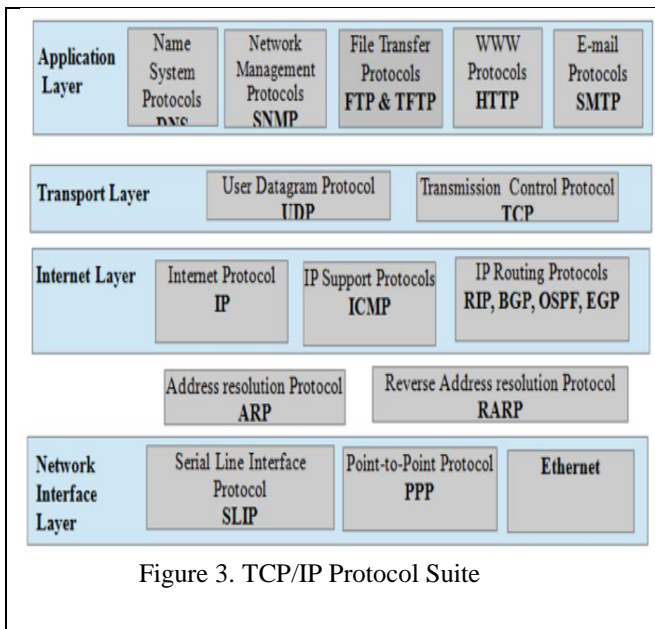 Application
Layer
Name
System
Protocols
DNS
Network
Management
Protocols
SNMP
File Transfer
Protocols
FTP & TFTP
WWW
Protocols
HTTP
E-mail
Protocols
SMTP
Transport Layer
User Datagram Protocol
UDP
Transmission Control Protocol
TCP
Internet Layer
Internet Protocol
IP
IP Support Protocols
ICMP
IP Routing Protocols
RIP, BGP, OSPF, EGP
Address resolution Protocol
ARP
Reverse Address resolution Protocol
RARP
Network
Interface
Layer
Serial Line Interface
Protocol
SLIP
Point-to-Point Protocol
PPP
Ethernet
Figure 3. TCP/IP Protocol Suite